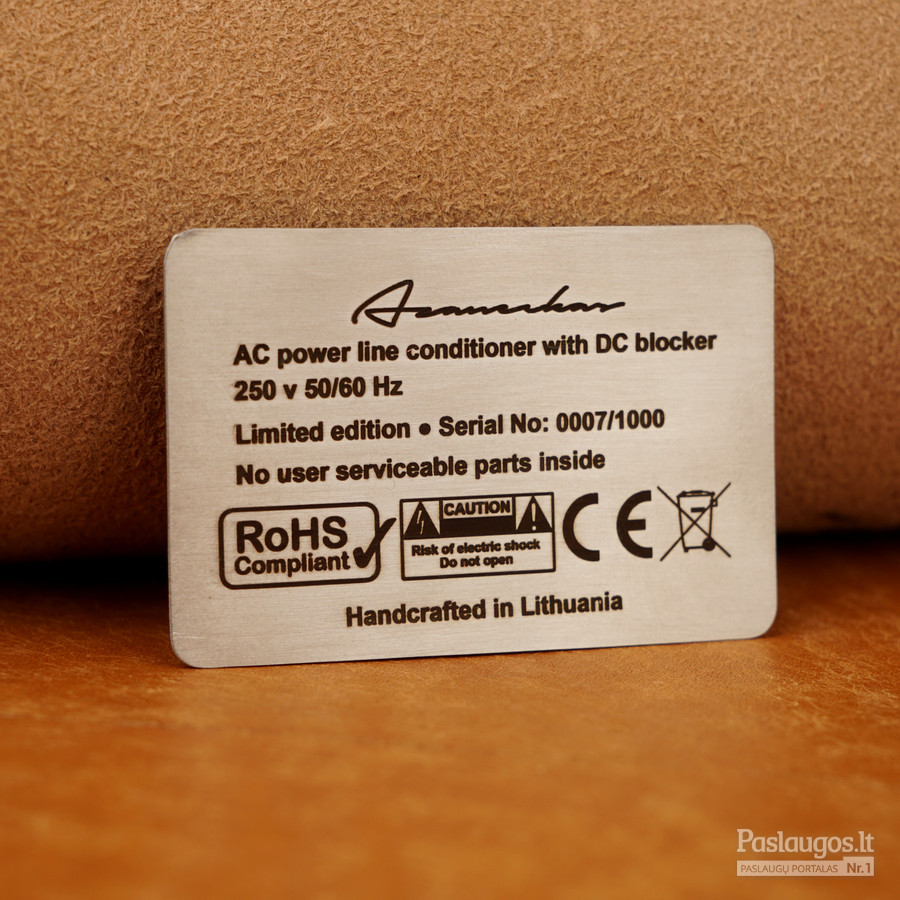 AC power line conditioner with DC blocker
250 v 50/60 Hz
Limited edition • Serial No: 0007/1000
No user serviceable parts inside
RoHS
Compliant
CAUTION
Risk of electric shock
Do not open
CE
Handcrafted in Lithuania
Paslaugos.lt
PASLAUGŲ PORTALAS Nr.1